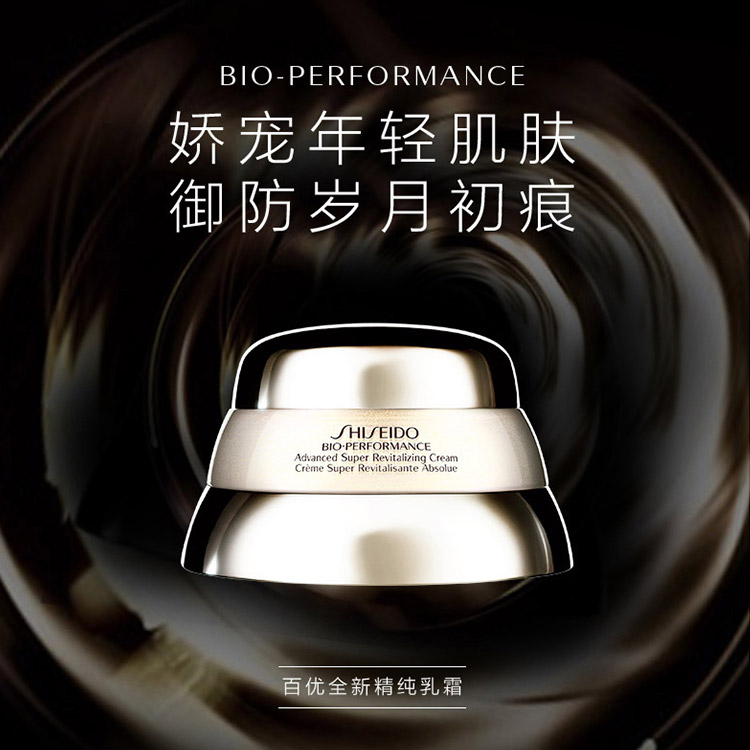 BIO-PERFORMANCE
娇宠年轻肌肤
御防岁月初痕
SHISEIDO
BIO-PERFORMANCE
Advanced Super Revitalizing Cream
Crème Super Revitalisante Absolue
百优全新精纯乳霜